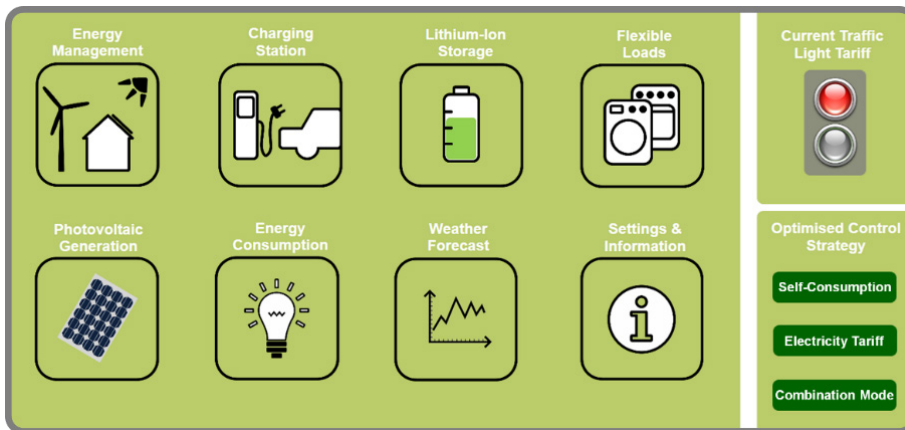 Energy
Management
Charging
Station
Lithium-Ion
Storage
Flexible
Loads
Current Traffic
Light Tariff
Photovoltaic
Generation
Energy
Consumption
Weather
Forecast
Settings &
Information
Optimised Control
Strategy
Self-Consumption
Electricity Tariff
Combination Mode